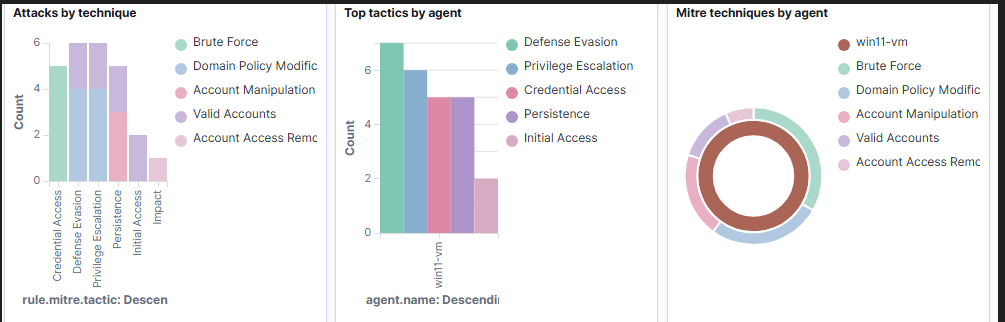 Attacks by technique
6
4
2
0
Count
Credential Access
Defense Evasion
Privilege Escalation
Persistence
Initial Access
Impact
rule.mitre.tactic: Descen
Brute Force
Domain Policy Modific
Account Manipulation
Valid Accounts
Account Access Remo
Top tactics by agent
6
4
2
0
Count
win11-vm
agent.name: Descendi
Defense Evasion
Privilege Escalation
Credential Access
Persistence
Initial Access
Mitre techniques by agent
win11-vm
Brute Force
Domain Policy Modific
Account Manipulation
Valid Accounts
Account Access Remo